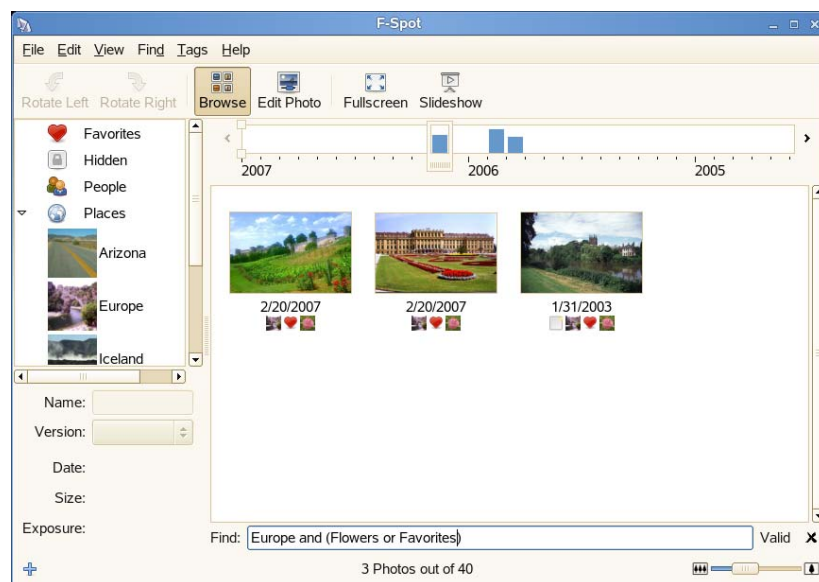 F-Spot
File Edit View Find Tags Help
Rotate Left Rotate Right Browse Edit Photo Fullscreen Slideshow
Favorites
Hidden
People
Places
Arizona
Europe
Iceland
2007 2006 2005
2/20/2007 2/20/2007 1/31/2003
Name:
Version:
Date:
Size:
Exposure:
Find: Europe and (Flowers or Favorites) Valid
3 Photos out of 40